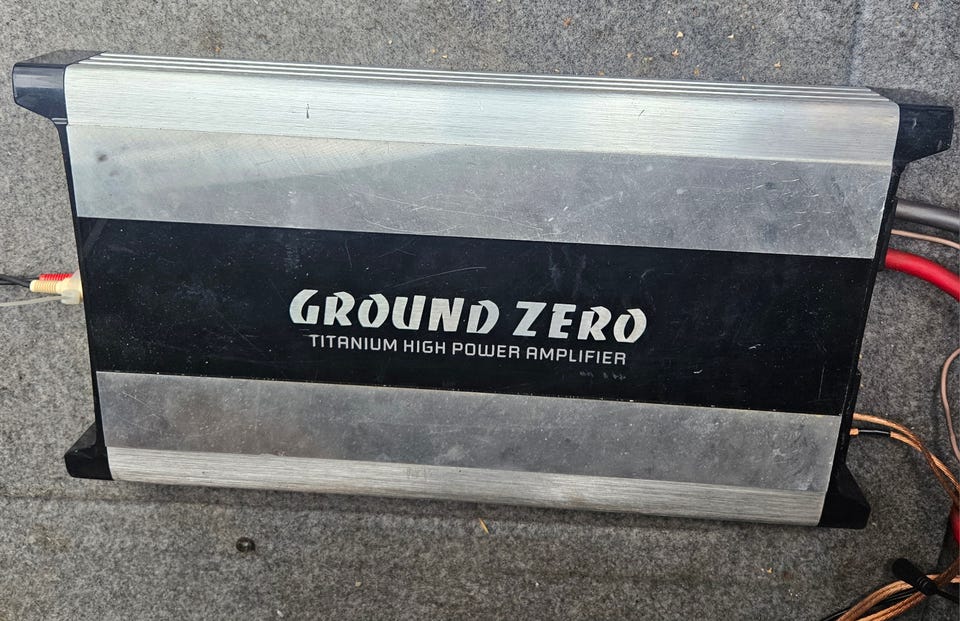 GROUND ZERO
TITANIUM HIGH POWER AMPLIFIER